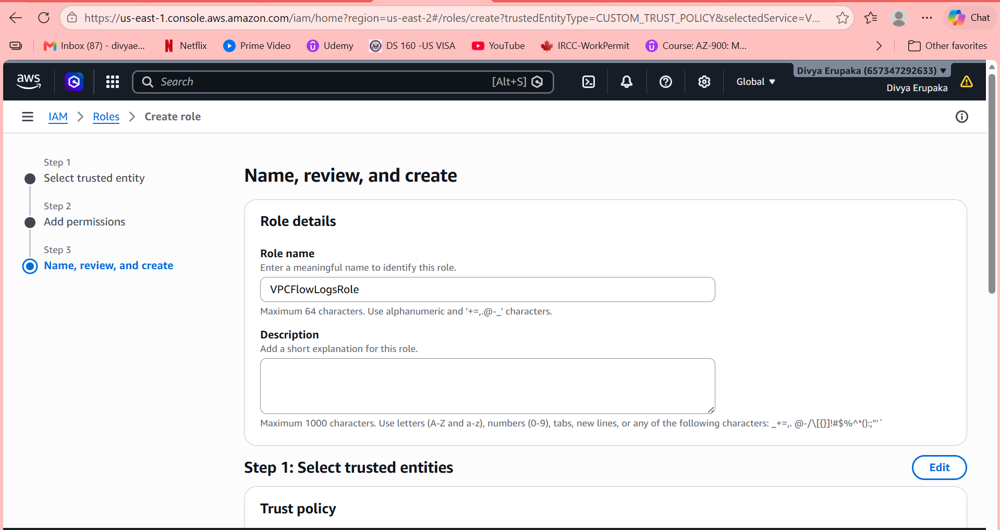 https://us-east-1.console.aws.amazon.com/iam/home?region=us-east-2#/roles/create?trustedEntityType=CUSTOM_TRUST_POLICY&selectedService=V...
Chat
Inbox (87) - divyae...
Netflix
Prime Video
Udemy
DS 160 -US VISA
YouTube
IRCC-WorkPermit
Course: AZ-900: M...
Other favorites
aws
Search
[Alt+S]
Global
Divya Erupaka (657347292633)
Divya Erupaka
IAM
Roles
Create role
Step 1
Select trusted entity
Step 2
Add permissions
Step 3
Name, review, and create
Name, review, and create
Role details
Role name
Enter a meaningful name to identify this role.
VPCFlowLogsRole
Maximum 64 characters. Use alphanumeric and '+=,.@-_' characters.
Description
Add a short explanation for this role.
Maximum 1000 characters. Use letters (A-Z and a-z), numbers (0-9), tabs, new lines, or any of the following characters: _+=,. @-/\[{}]!#$%^*();:"'`
Step 1: Select trusted entities
Edit
Trust policy